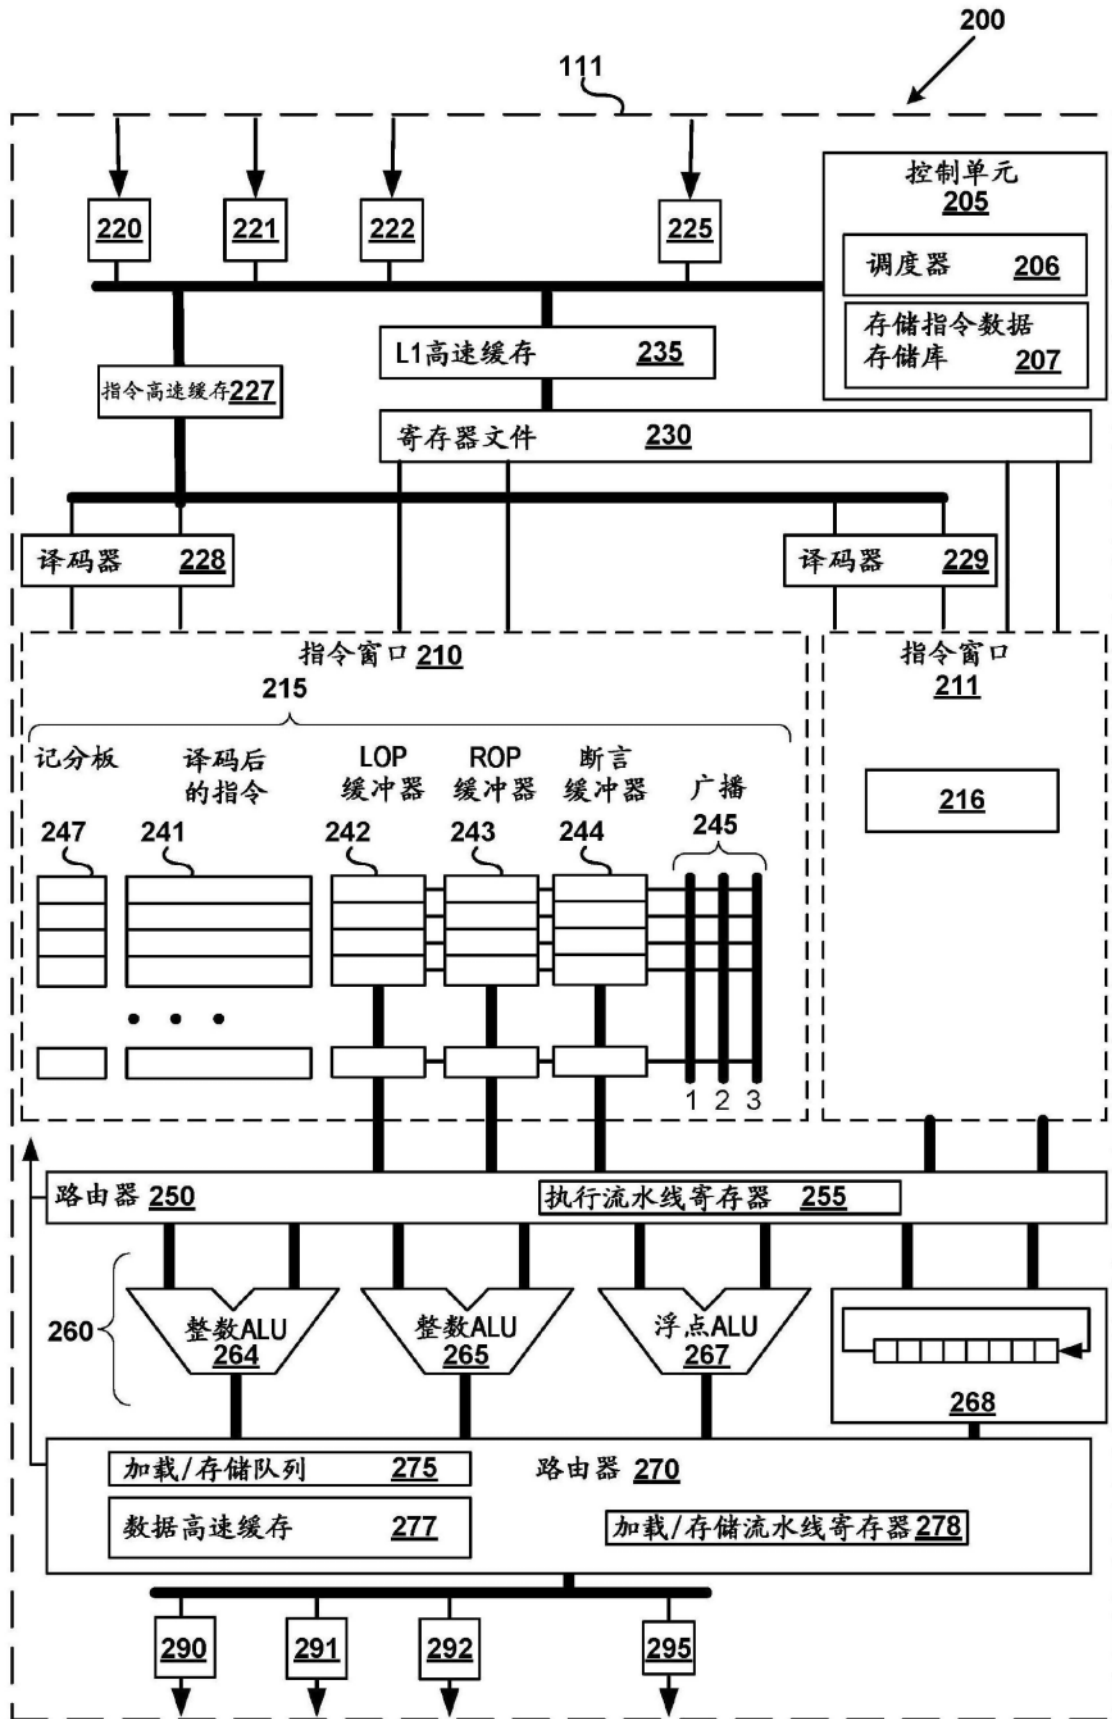 200
111
220
221
222
225
控制单元
205
调度器 206
存储指令数据
存储库 207
L1高速缓存 235
指令高速缓存227
寄存器文件 230
译码器 228
译码器 229
指令窗口 210
指令窗口
211
215
记分板
译码后
的指令
LOP
缓冲器
ROP
缓冲器
断言
缓冲器
广播
247
241
242
243
244
245
216
1 2 3
路由器 250
执行流水线寄存器 255
260
整数ALU
264
整数ALU
265
浮点ALU
267
268
加载/存储队列 275
路由器 270
数据高速缓存 277
加载/存储流水线寄存器 278
290
291
292
295